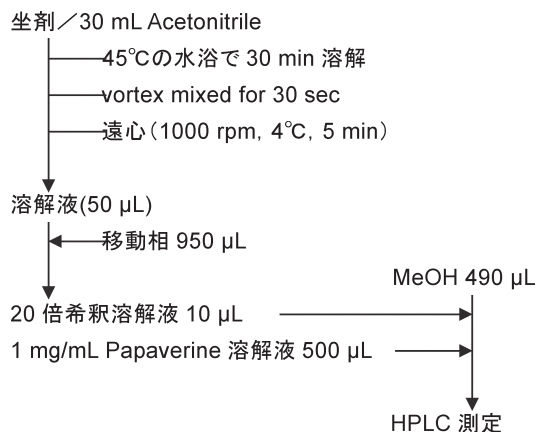 坐剤／30 mL Acetonitrile
45℃の水浴で 30 min 溶解
vortex mixed for 30 sec
遠心（1000 rpm, 4℃, 5 min）
溶解液(50 µL)
移動相 950 µL
MeOH 490 µL
20 倍希釈溶解液 10 µL
1 mg/mL Papaverine 溶解液 500 µL
HPLC 測定